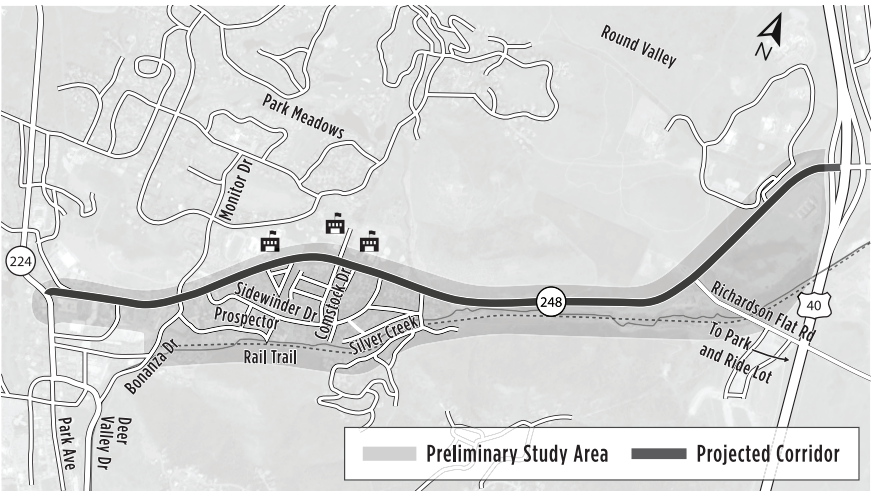 Round Valley
N
Park Meadows
Monitor Dr
224
248
Sidewinder Dr
Comstock Dr
Prospector
Silver Creek
Richardson Flat Rd
40
To Park
and Ride Lot
Bonanza Dr
Rail Trail
Park Ave
Deer
Valley Dr
Preliminary Study Area
Projected Corridor